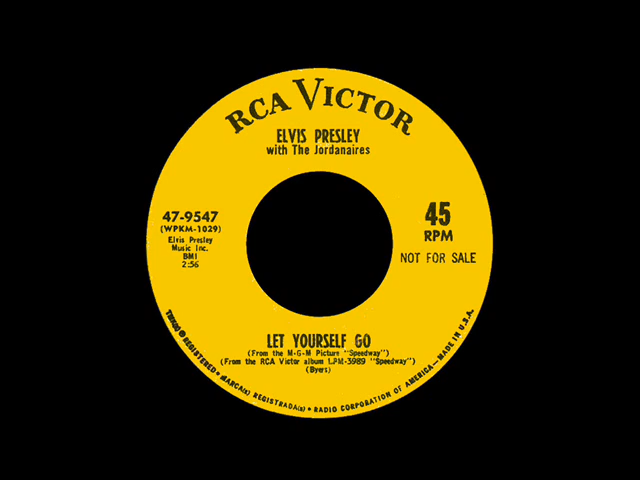 RCA VICTOR
ELVIS PRESLEY
with The Jordanaires
47-9547
(WPKM-1029)
Elvis Presley
Music Inc.
BMI
2:56
45
RPM
NOT FOR SALE
LET YOURSELF GO
(From the M-G-M Picture "Speedway")
(From the RCA Victor album LPM-3989 "Speedway")
(Byers)
TMK(s) ® REGISTERED • MARCA(s) REGISTRADA(s) • RADIO CORPORATION OF AMERICA—MADE IN U.S.A.